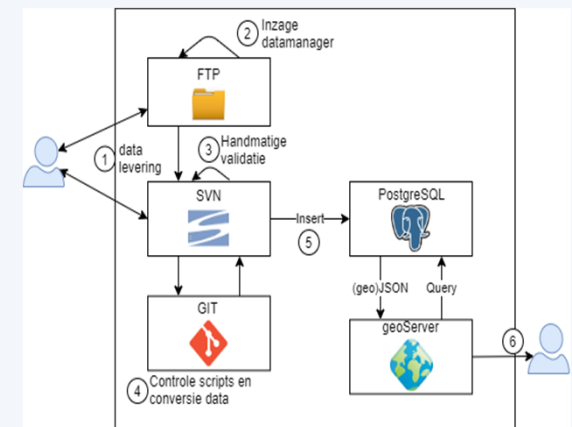 2
Inzage
datamanager
FTP
1
data
levering
3
Handmatige
validatie
SVN
Insert
5
PostgreSQL
(geo)JSON
Query
GIT
geoServer
6
4
Controle scripts en
conversie data